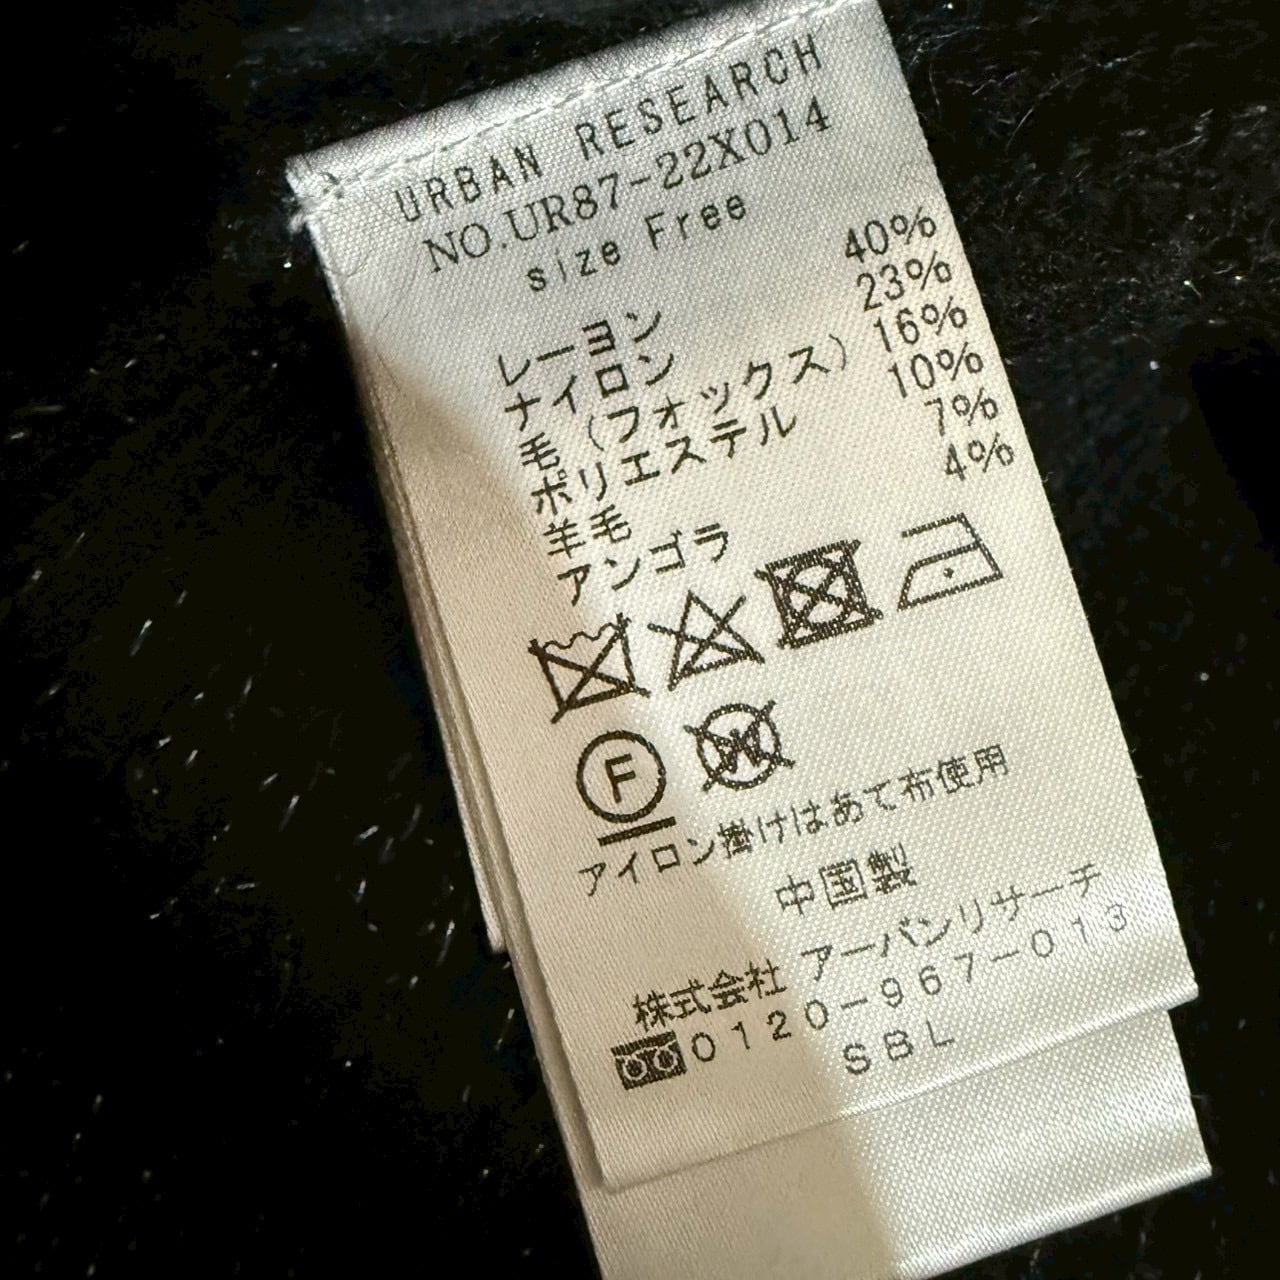 URBAN RESEARCH
NO.UR87-22X014
size Free
レーヨン 40%
ナイロン 23%
毛(フォックス) 16%
ポリエステル 10%
羊毛 7%
アンゴラ 4%
F W
アイロン掛けはあて布使用
中国製
株式会社 アーバンリサーチ
0120-967-013
SBL